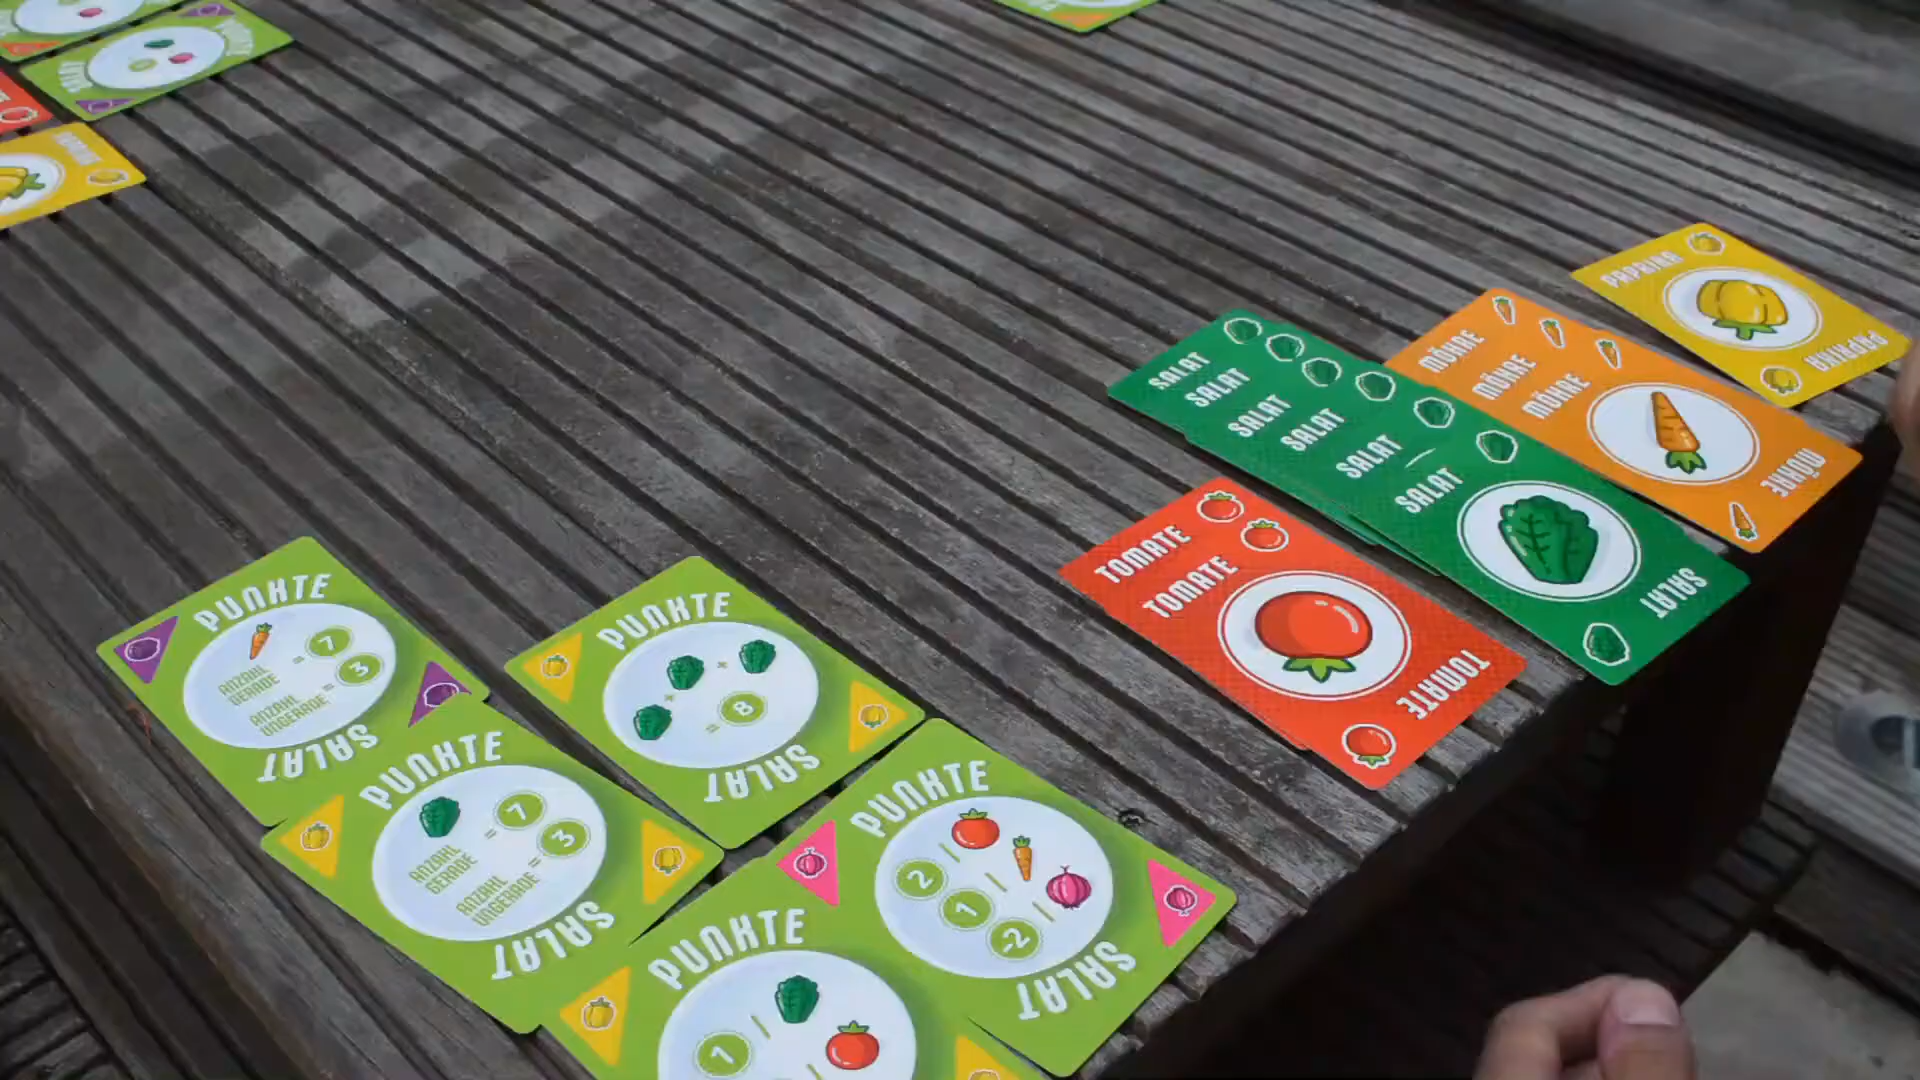 SALAT
PAPRIKA
PAPRIKA
MÖHRE
MÖHRE
MÖHRE
MÖHRE
SALAT
SALAT
SALAT
SALAT
SALAT
SALAT
SALAT
TOMATE
TOMATE
TOMATE
PUNKTE
ANZAHL
GERADE
= 7
ANZAHL
UNGERADE
= 3
SALAT
PUNKTE
+ +
= 8
SALAT
PUNKTE
ANZAHL
GERADE
= 7
ANZAHL
UNGERADE
= 3
SALAT
PUNKTE
2 /
1 /
-2 /
SALAT
PUNKTE
1 /
/